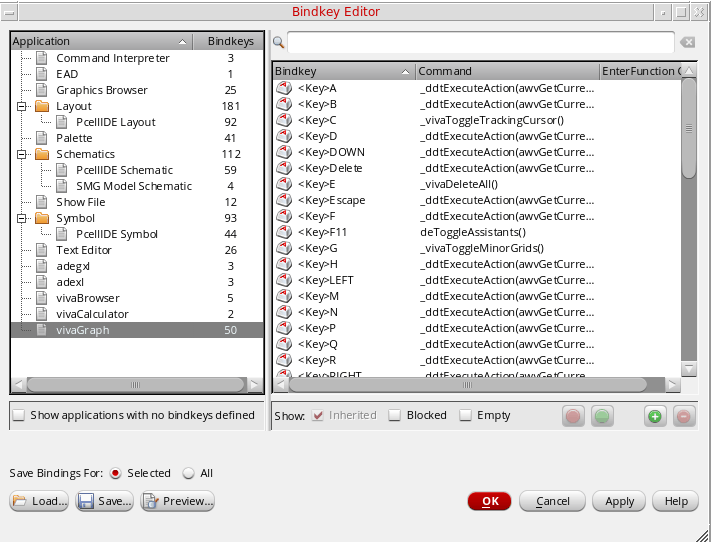 Bindkey Editor
Application Bindkeys
Command Interpreter 3
EAD 1
Graphics Browser 25
Layout 181
PcellIDE Layout 92
Palette 41
Schematics 112
PcellIDE Schematic 59
SMG Model Schematic 4
Show File 12
Symbol 93
PcellIDE Symbol 44
Text Editor 26
adegxl 3
adexl 3
vivaBrowser 5
vivaCalculator 2
vivaGraph 50
Show applications with no bindkeys defined
Bindkey Command EnterFunction
<Key>A _ddtExecuteAction(awvGetCurre...
<Key>B _ddtExecuteAction(awvGetCurre...
<Key>C _vivaToggleTrackingCursor()
<Key>D _ddtExecuteAction(awvGetCurre...
<Key>DOWN _ddtExecuteAction(awvGetCurre...
<Key>Delete _ddtExecuteAction(awvGetCurre...
<Key>E _vivaDeleteAll()
<Key>Escape _ddtExecuteAction(awvGetCurre...
<Key>F _ddtExecuteAction(awvGetCurre...
<Key>F11 deToggleAssistants()
<Key>G _vivaToggleMinorGrids()
<Key>H _ddtExecuteAction(awvGetCurre...
<Key>LEFT _ddtExecuteAction(awvGetCurre...
<Key>M _ddtExecuteAction(awvGetCurre...
<Key>N _ddtExecuteAction(awvGetCurre...
<Key>P _ddtExecuteAction(awvGetCurre...
<Key>Q _ddtExecuteAction(awvGetCurre...
<Key>R _ddtExecuteAction(awvGetCurre...
<Key>RIGHT _ddtExecuteAction(awvGetCurre...
Show: Inherited Blocked Empty
Save Bindings For: Selected All
Load... Save... Preview... OK Cancel Apply Help